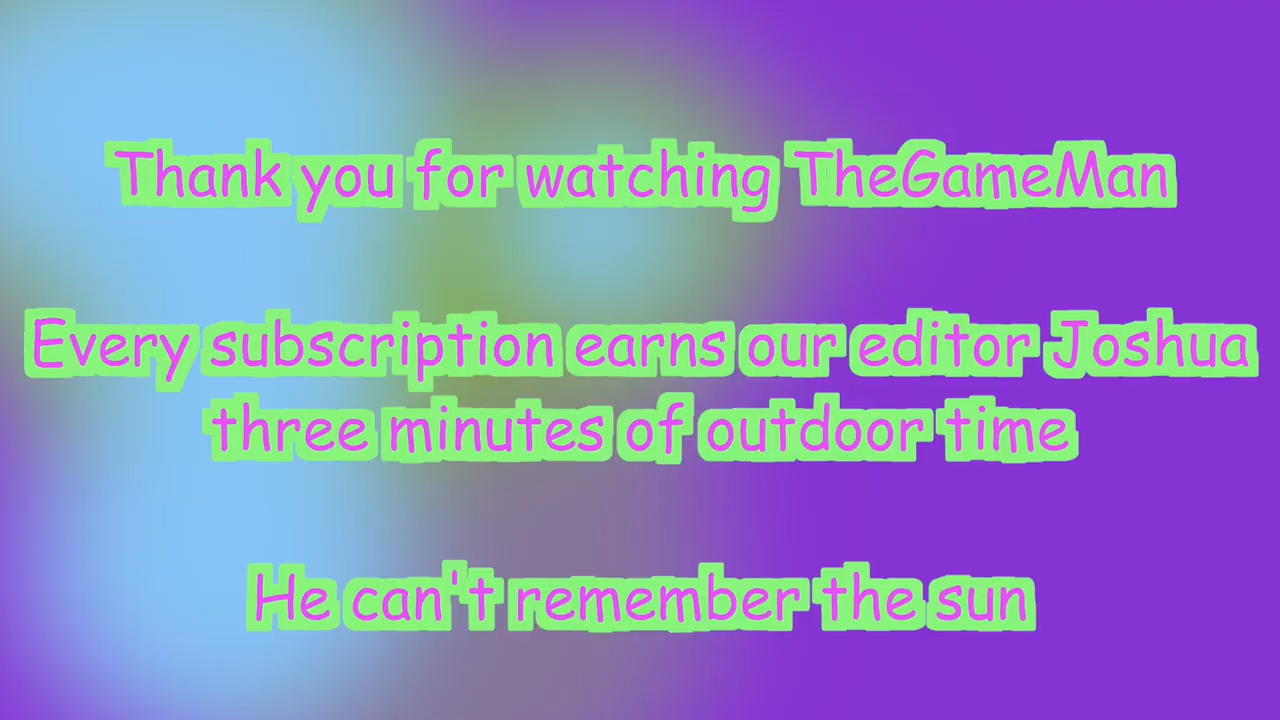 Thank you for watching TheGameMan
Every subscription earns our editor Joshua
three minutes of outdoor time
He can't remember the sun